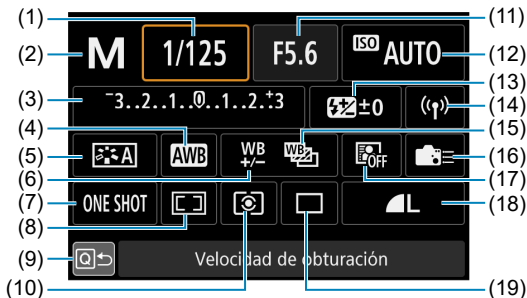 (1) (11)
(2) M 1/125 F5.6 ISO AUTO (12)
(13)
(3) -3..2..1..0..1..2..+3 ±0 (14)
(4) (15)
(5) A AWB WB +/- WB OFF (16)
(6) (17)
(7) ONE SHOT L (18)
(8)
(9) Q Velocidad de obturación
(10) (19)